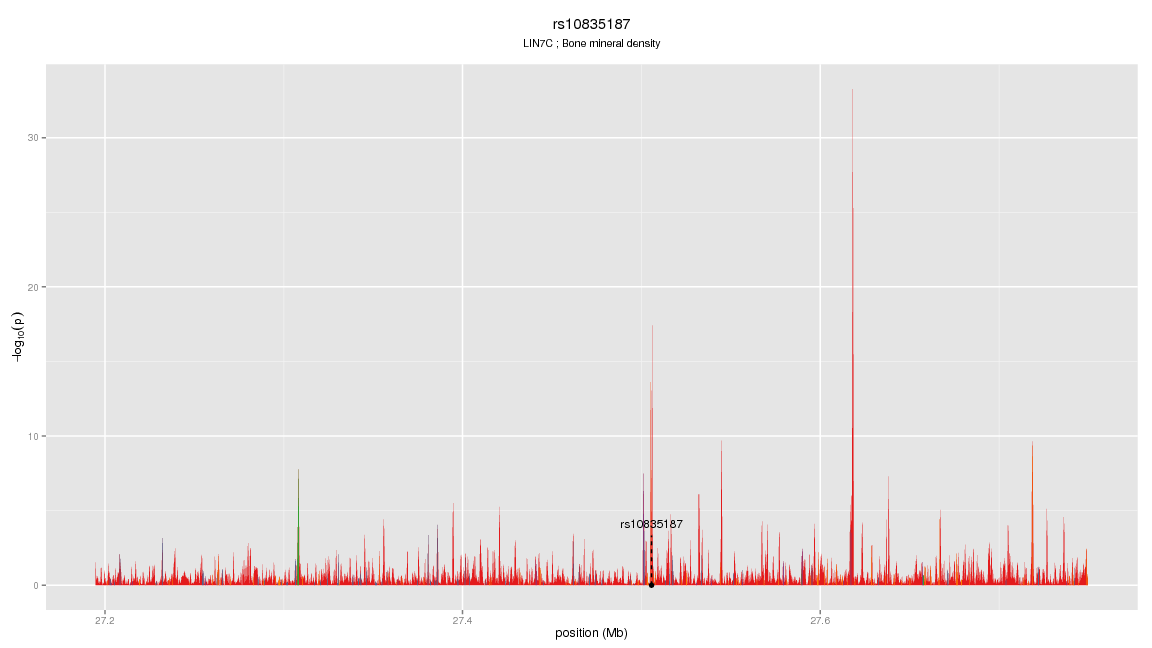 rs10835187
LIN7C ; Bone mineral density
30
20
10
0
−log10(p)
rs10835187
27.2
27.4
27.6
position (Mb)